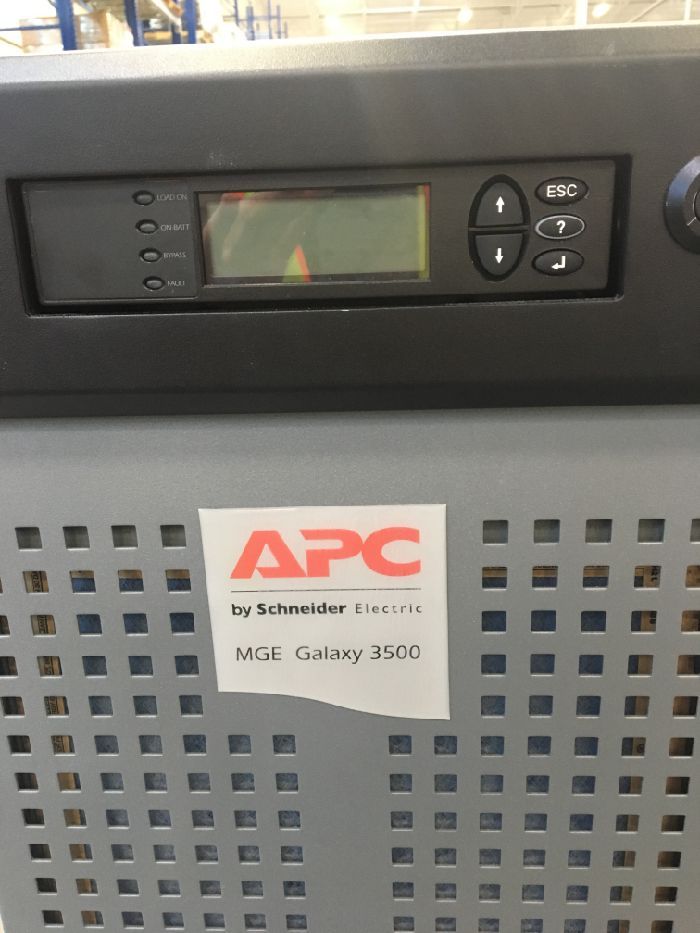 LOAD ON
ON-BATT
BYPASS
FAULT
ESC
?
APC
by Schneider Electric
MGE Galaxy 3500